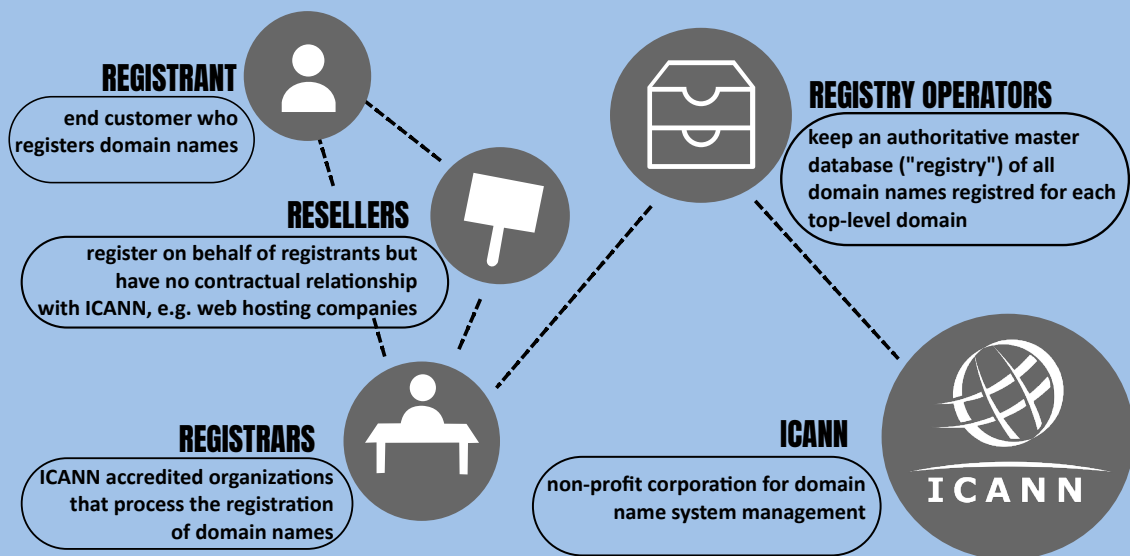 REGISTRANT
end customer who
registers domain names
RESELLERS
register on behalf of registrants but
have no contractual relationship
with ICANN, e.g. web hosting companies
REGISTRARS
ICANN accredited organizations
that process the registration
of domain names
REGISTRY OPERATORS
keep an authoritative master
database ("registry") of all
domain names registred for each
top-level domain
ICANN
non-profit corporation for domain
name system management
ICANN